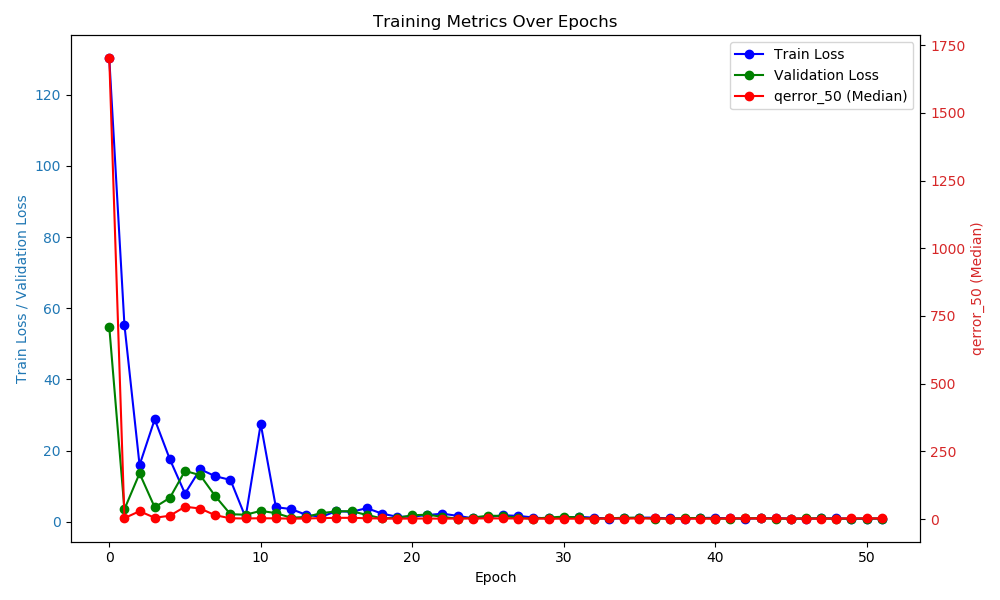 Training Metrics Over Epochs
Train Loss
Validation Loss
qerror_50 (Median)
Train Loss / Validation Loss
120
100
80
60
40
20
0
1750
1500
1250
1000
750
500
250
0
qerror_50 (Median)
0 10 20 30 40 50
Epoch